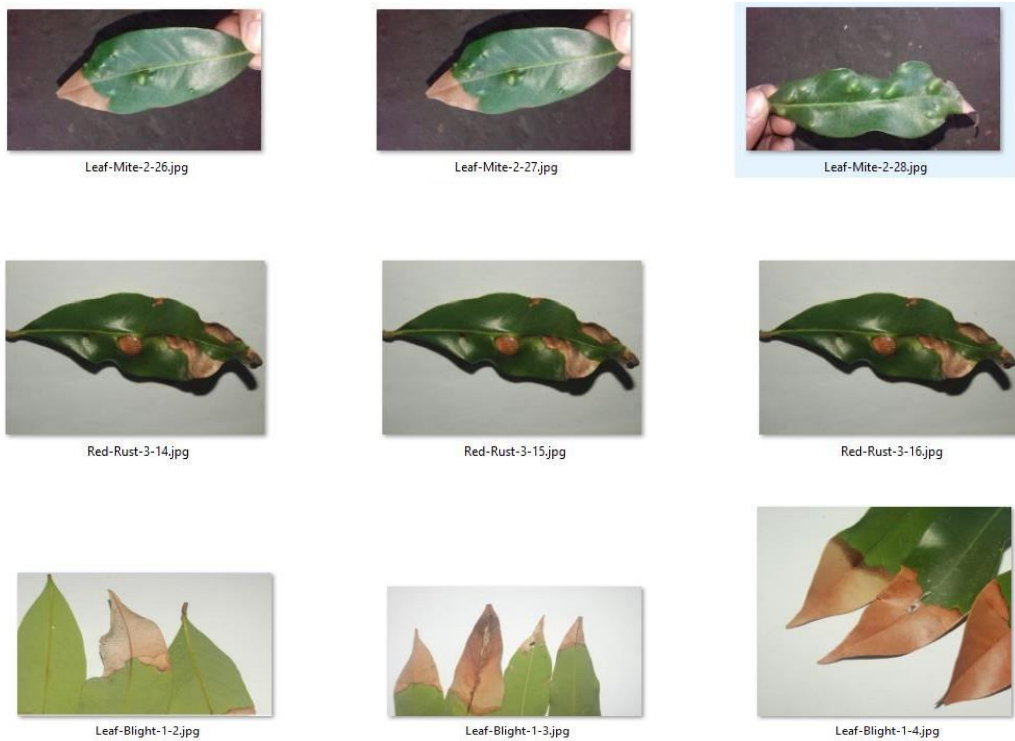 Leaf-Mite-2-26.jpg
Leaf-Mite-2-27.jpg
Leaf-Mite-2-28.jpg
Red-Rust-3-14.jpg
Red-Rust-3-15.jpg
Red-Rust-3-16.jpg
Leaf-Blight-1-2.jpg
Leaf-Blight-1-3.jpg
Leaf-Blight-1-4.jpg